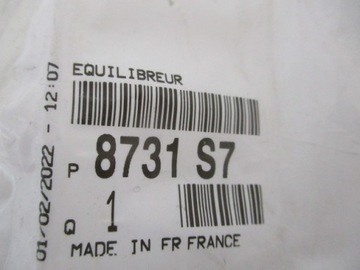 EQUILIBREUR
P 8731 S7
Q 1
MADE IN FR FRANCE
01/02/2022 - 12:07